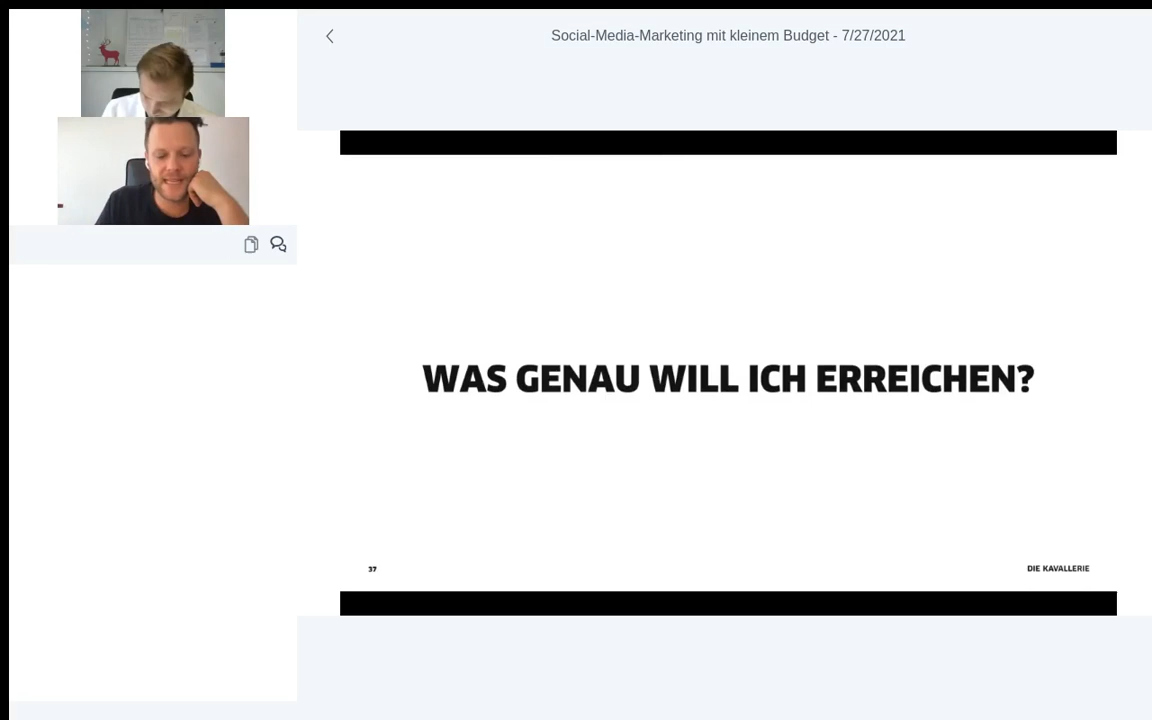 Social-Media-Marketing mit kleinem Budget - 7/27/2021
WAS GENAU WILL ICH ERREICHEN?
37
DIE KAVALLERIE